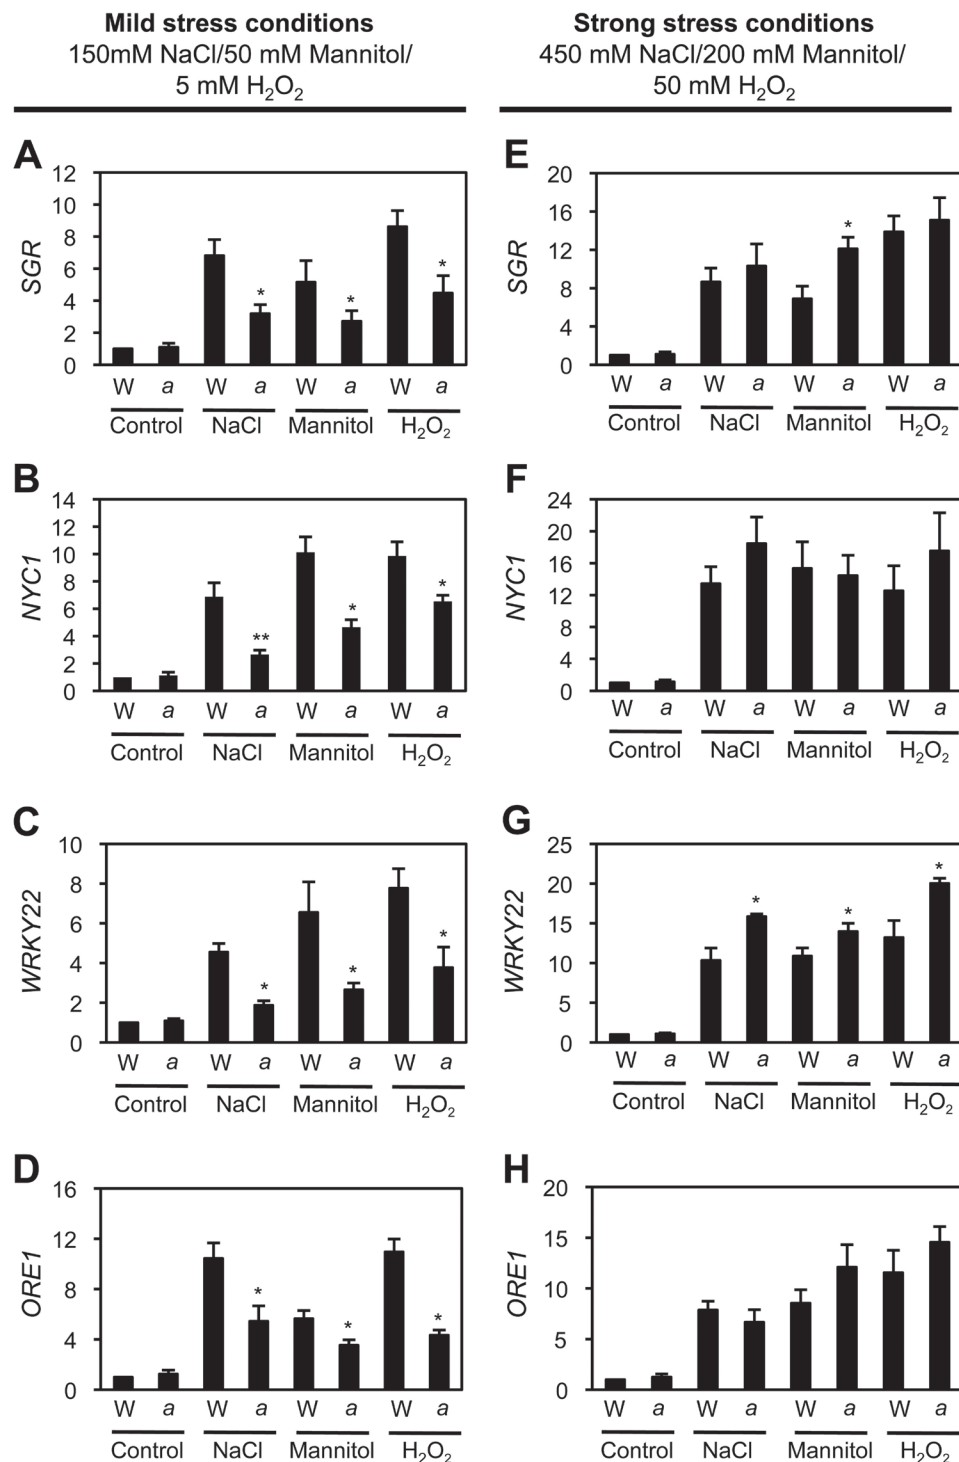 Mild stress conditions
150mM NaCl/50 mM Mannitol/
5 mM H₂O₂
Strong stress conditions
450 mM NaCl/200 mM Mannitol/
50 mM H₂O₂
A
SGR
12
10
8
6
4
2
0
*
*
*
W a W a W a W a
Control NaCl Mannitol H₂O₂
E
SGR
20
16
12
8
4
0
*
W a W a W a W a
Control NaCl Mannitol H₂O₂
B
NYC1
14
12
10
8
6
4
2
0
**
*
*
W a W a W a W a
Control NaCl Mannitol H₂O₂
F
NYC1
24
20
16
12
8
4
0
W a W a W a W a
Control NaCl Mannitol H₂O₂
C
WRKY22
10
8
6
4
2
0
*
*
*
W a W a W a W a
Control NaCl Mannitol H₂O₂
G
WRKY22
25
20
15
10
5
0
*
*
*
W a W a W a W a
Control NaCl Mannitol H₂O₂
D
ORE1
16
12
8
4
0
*
*
*
W a W a W a W a
Control NaCl Mannitol H₂O₂
H
ORE1
20
15
10
5
0
W a W a W a W a
Control NaCl Mannitol H₂O₂